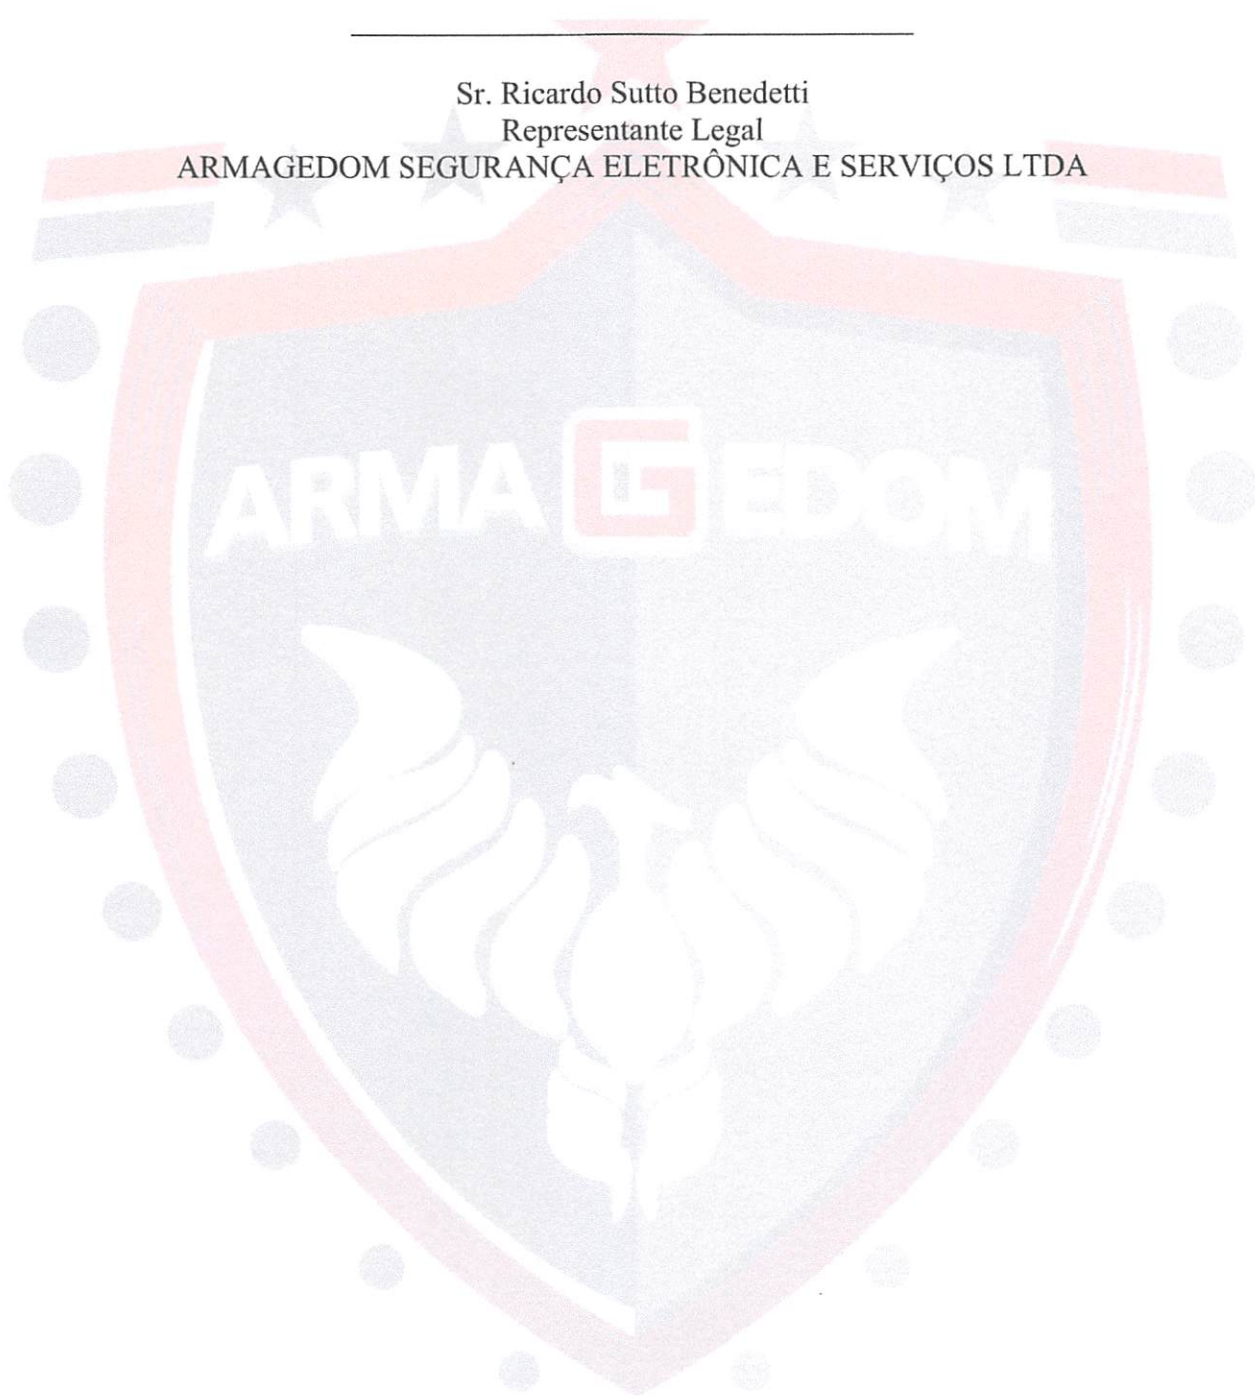 Sr. Ricardo Sutto Benedetti
Representante Legal
ARMAGEDOM SEGURANÇA ELETRÔNICA E SERVIÇOS LTDA
ARMAGEDOM